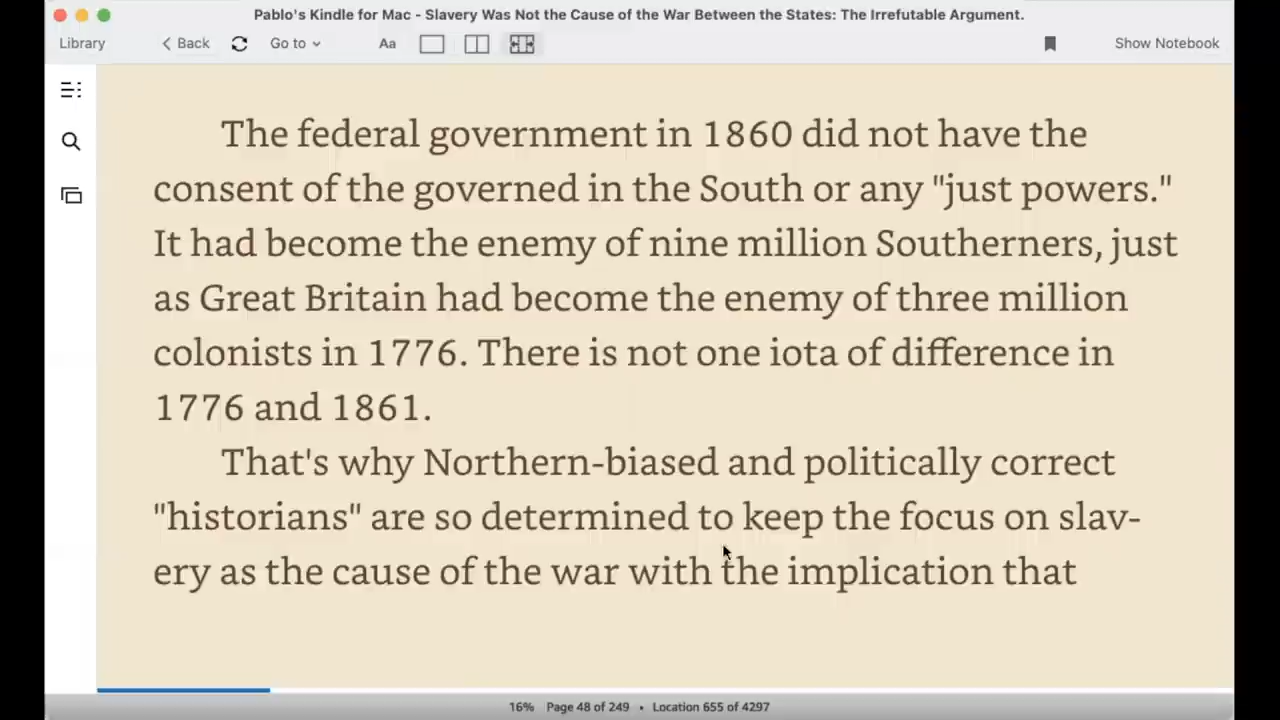 Pablo's Kindle for Mac - Slavery Was Not the Cause of the War Between the States: The Irrefutable Argument.
Library Back Go to Aa Show Notebook
The federal government in 1860 did not have the
consent of the governed in the South or any "just powers."
It had become the enemy of nine million Southerners, just
as Great Britain had become the enemy of three million
colonists in 1776. There is not one iota of difference in
1776 and 1861.
That's why Northern-biased and politically correct
"historians" are so determined to keep the focus on slav-
ery as the cause of the war with the implication that
16% Page 48 of 249 • Location 655 of 4297